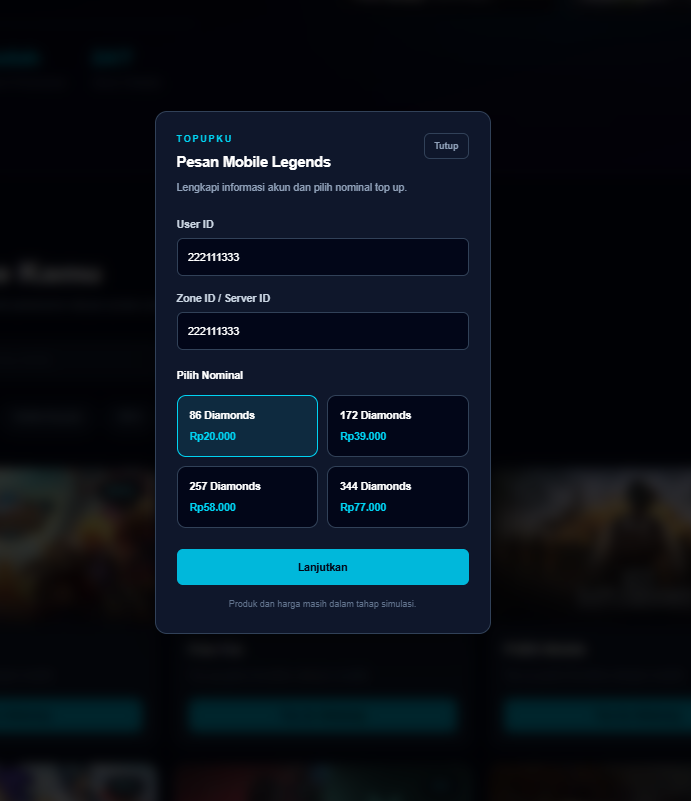 TOPUPKU
Pesan Mobile Legends
Tutup
Lengkapi informasi akun dan pilih nominal top up.
User ID
222111333
Zone ID / Server ID
222111333
Pilih Nominal
86 Diamonds
Rp20.000
172 Diamonds
Rp39.000
257 Diamonds
Rp58.000
344 Diamonds
Rp77.000
Lanjutkan
Produk dan harga masih dalam tahap simulasi.